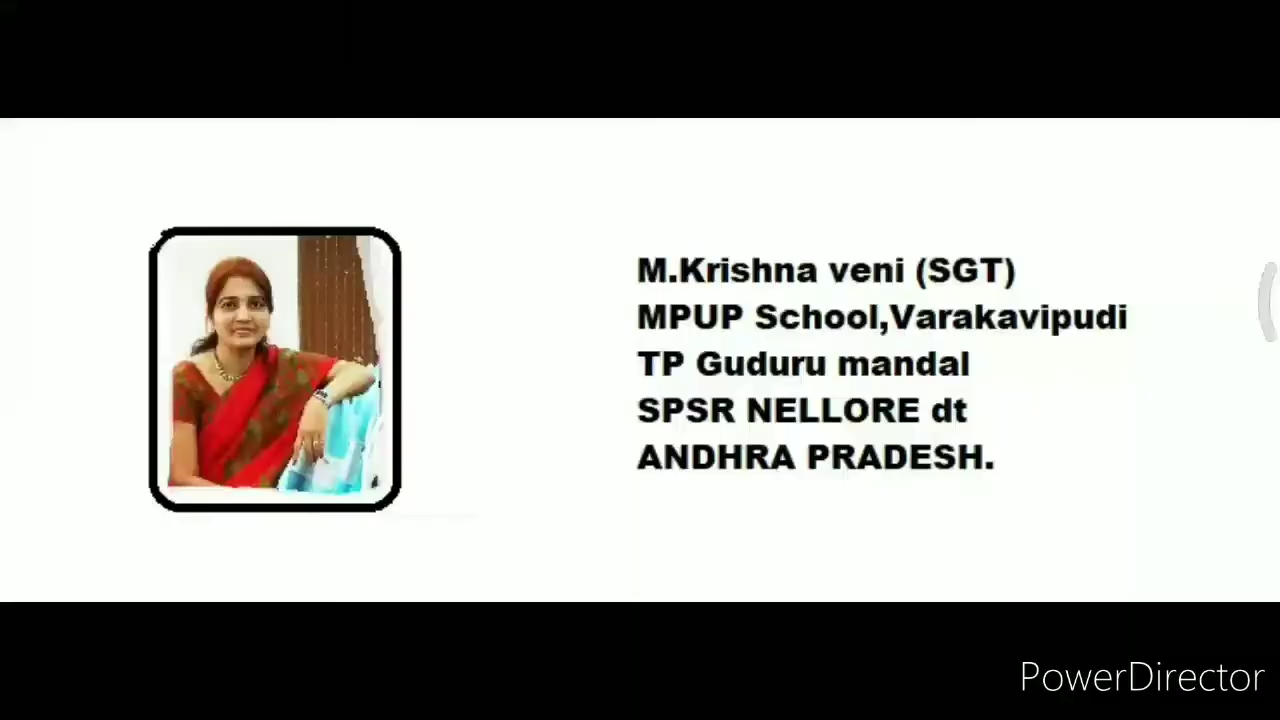 M.Krishna veni (SGT)
MPUP School,Varakavipudi
TP Guduru mandal
SPSR NELLORE dt
ANDHRA PRADESH.
PowerDirector